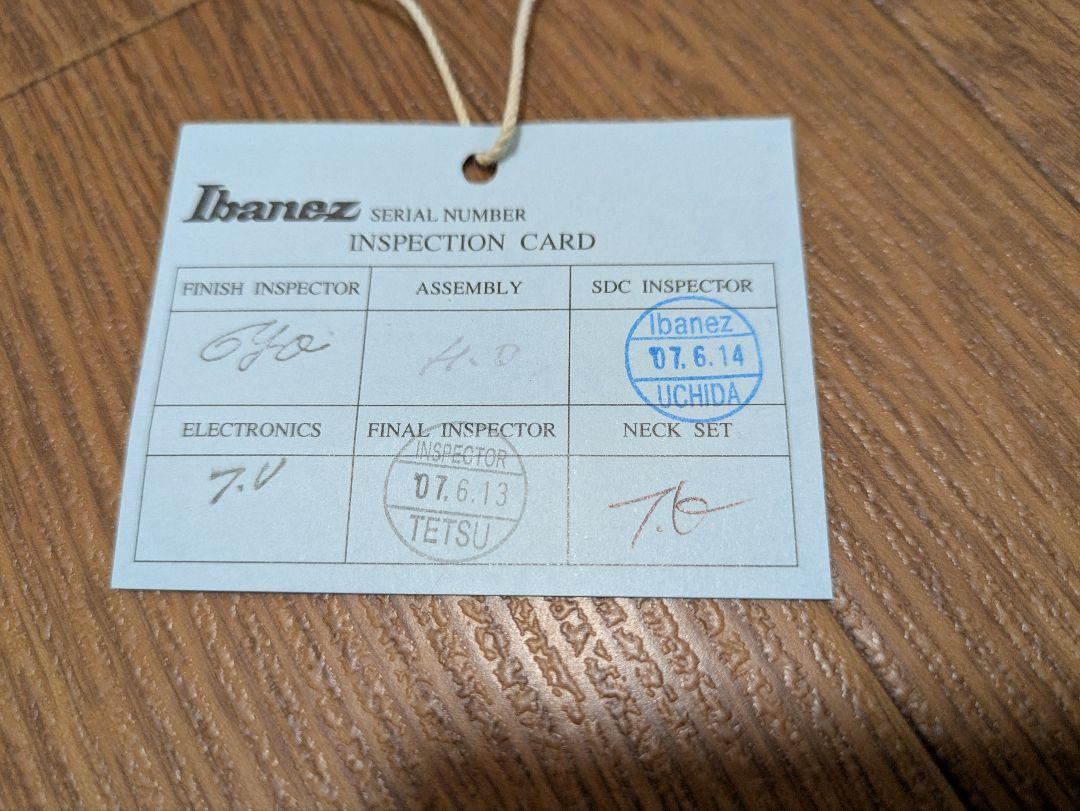 Ibanez SERIAL NUMBER
INSPECTION CARD
FINISH INSPECTOR ASSEMBLY SDC INSPECTOR
H.O
Ibanez
'07.6.14
UCHIDA
ELECTRONICS FINAL INSPECTOR NECK SET
T.U
INSPECTOR
'07.6.13
TETSU